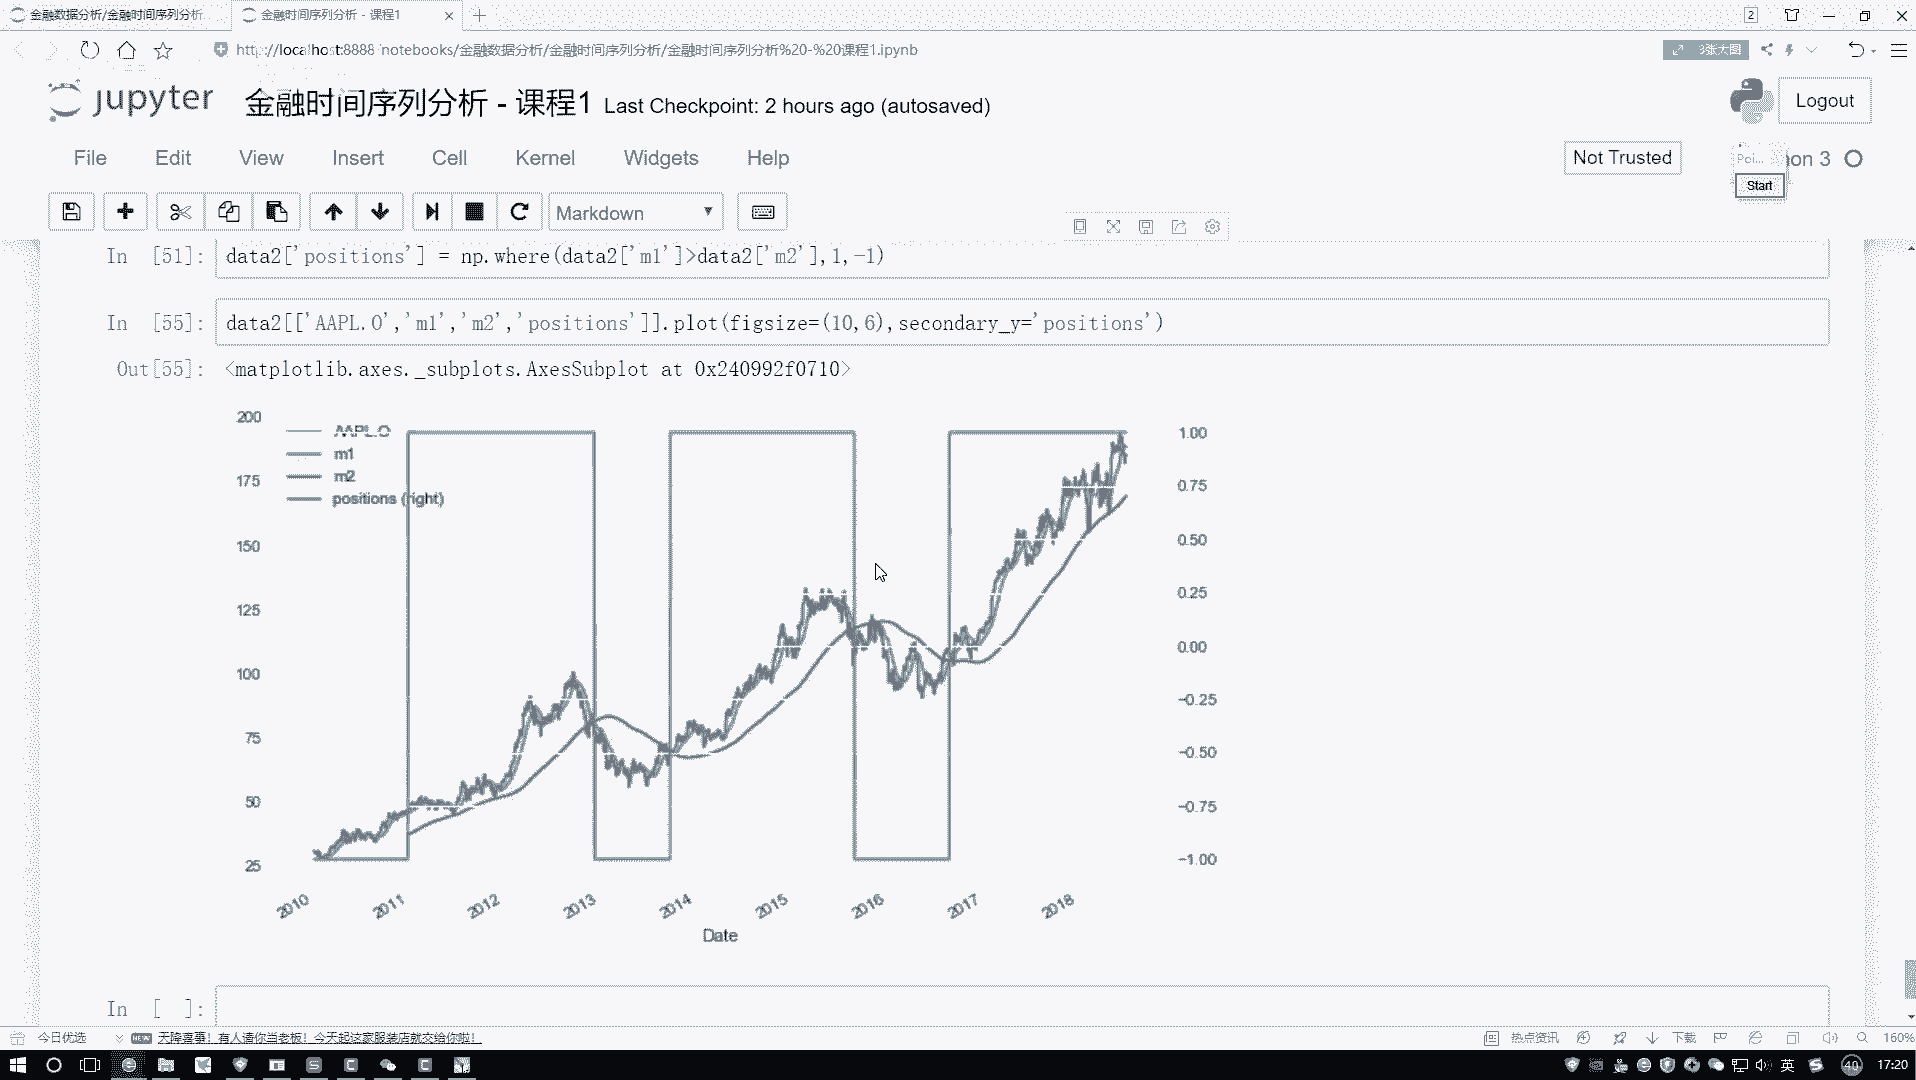 金融数据分析/金融时间序列分析
金融时间序列分析 - 课程1
2
http://localhost:8888/notebooks/金融数据分析/金融时间序列分析/金融时间序列分析%20-%20课程1.ipynb
3张大图
jupyter 金融时间序列分析 - 课程1 Last Checkpoint: 2 hours ago (autosaved)
Logout
File Edit View Insert Cell Kernel Widgets Help
Not Trusted
on 3
Start
Markdown
In [51]: data2['positions'] = np.where(data2['m1']>data2['m2'],1,-1)
In [55]: data2[['AAPL.O','m1','m2','positions']].plot(figsize=(10,6),secondary_y='positions')
Out[55]: <matplotlib.axes._subplots.AxesSubplot at 0x240992f0710>
200
175
150
125
100
75
50
25
AAPL.O
m1
m2
positions (right)
1.00
0.75
0.50
0.25
0.00
−0.25
−0.50
−0.75
−1.00
2010 2011 2012 2013 2014 2015 2016 2017 2018
Date
In [ ]:
今日优选
NEW
天降喜事!有人请你当老板!今天起这家服装店就交给你啦!
热点资讯
下载
160%
英
40
17:20